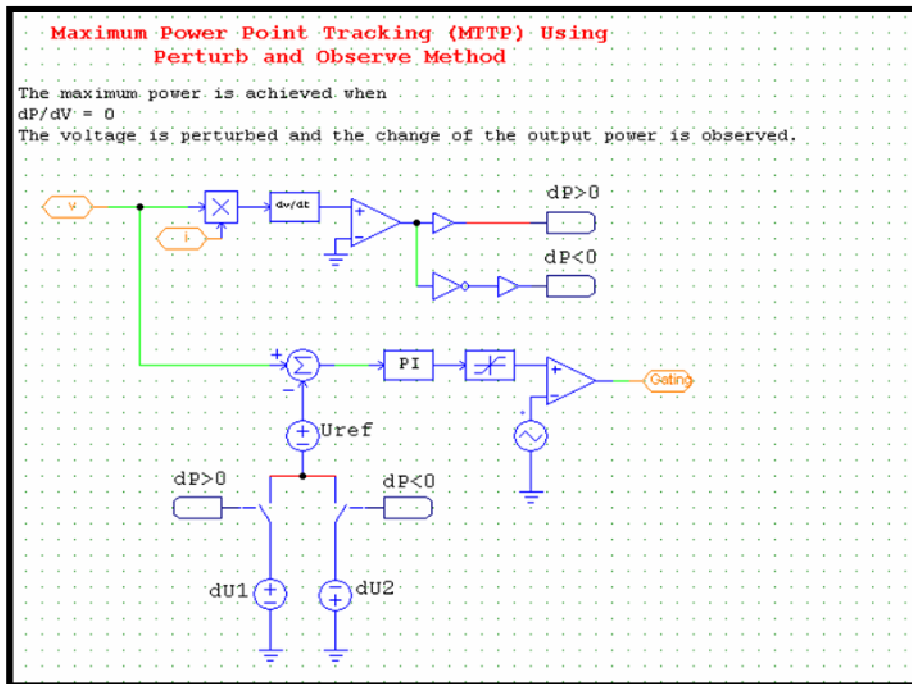 Maximum Power Point Tracking (MTTP) Using
Perturb and Observe Method
The maximum power is achieved when
dP/dV = 0
The voltage is perturbed and the change of the output power is observed.
dP>0
V
dv/dt
i
dP<0
PI
Gating
Uref
dP>0
dP<0
dU1
dU2